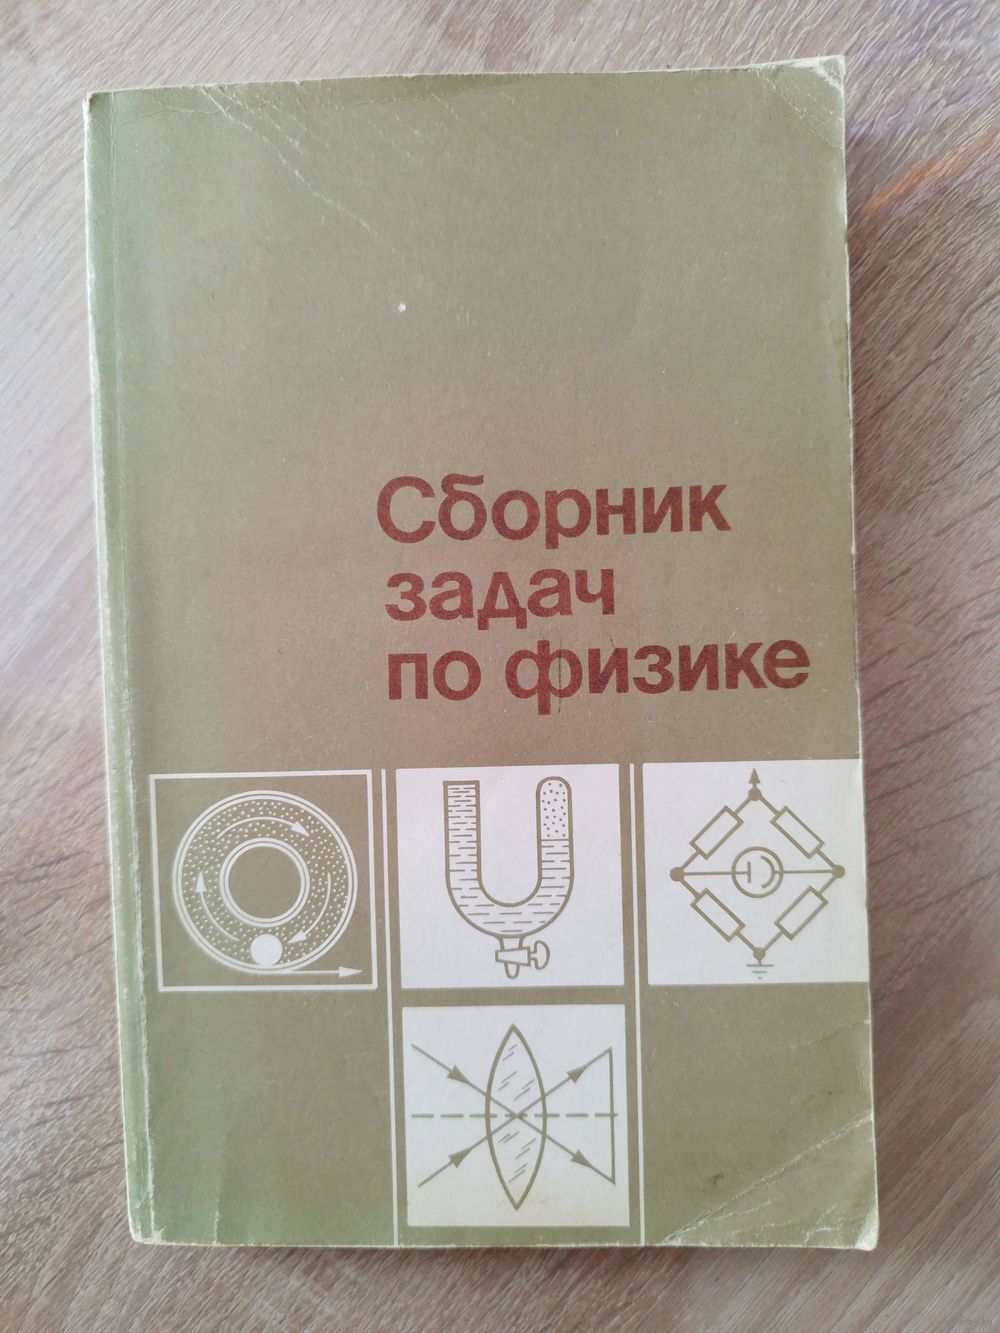 Сборник
задач
по физике